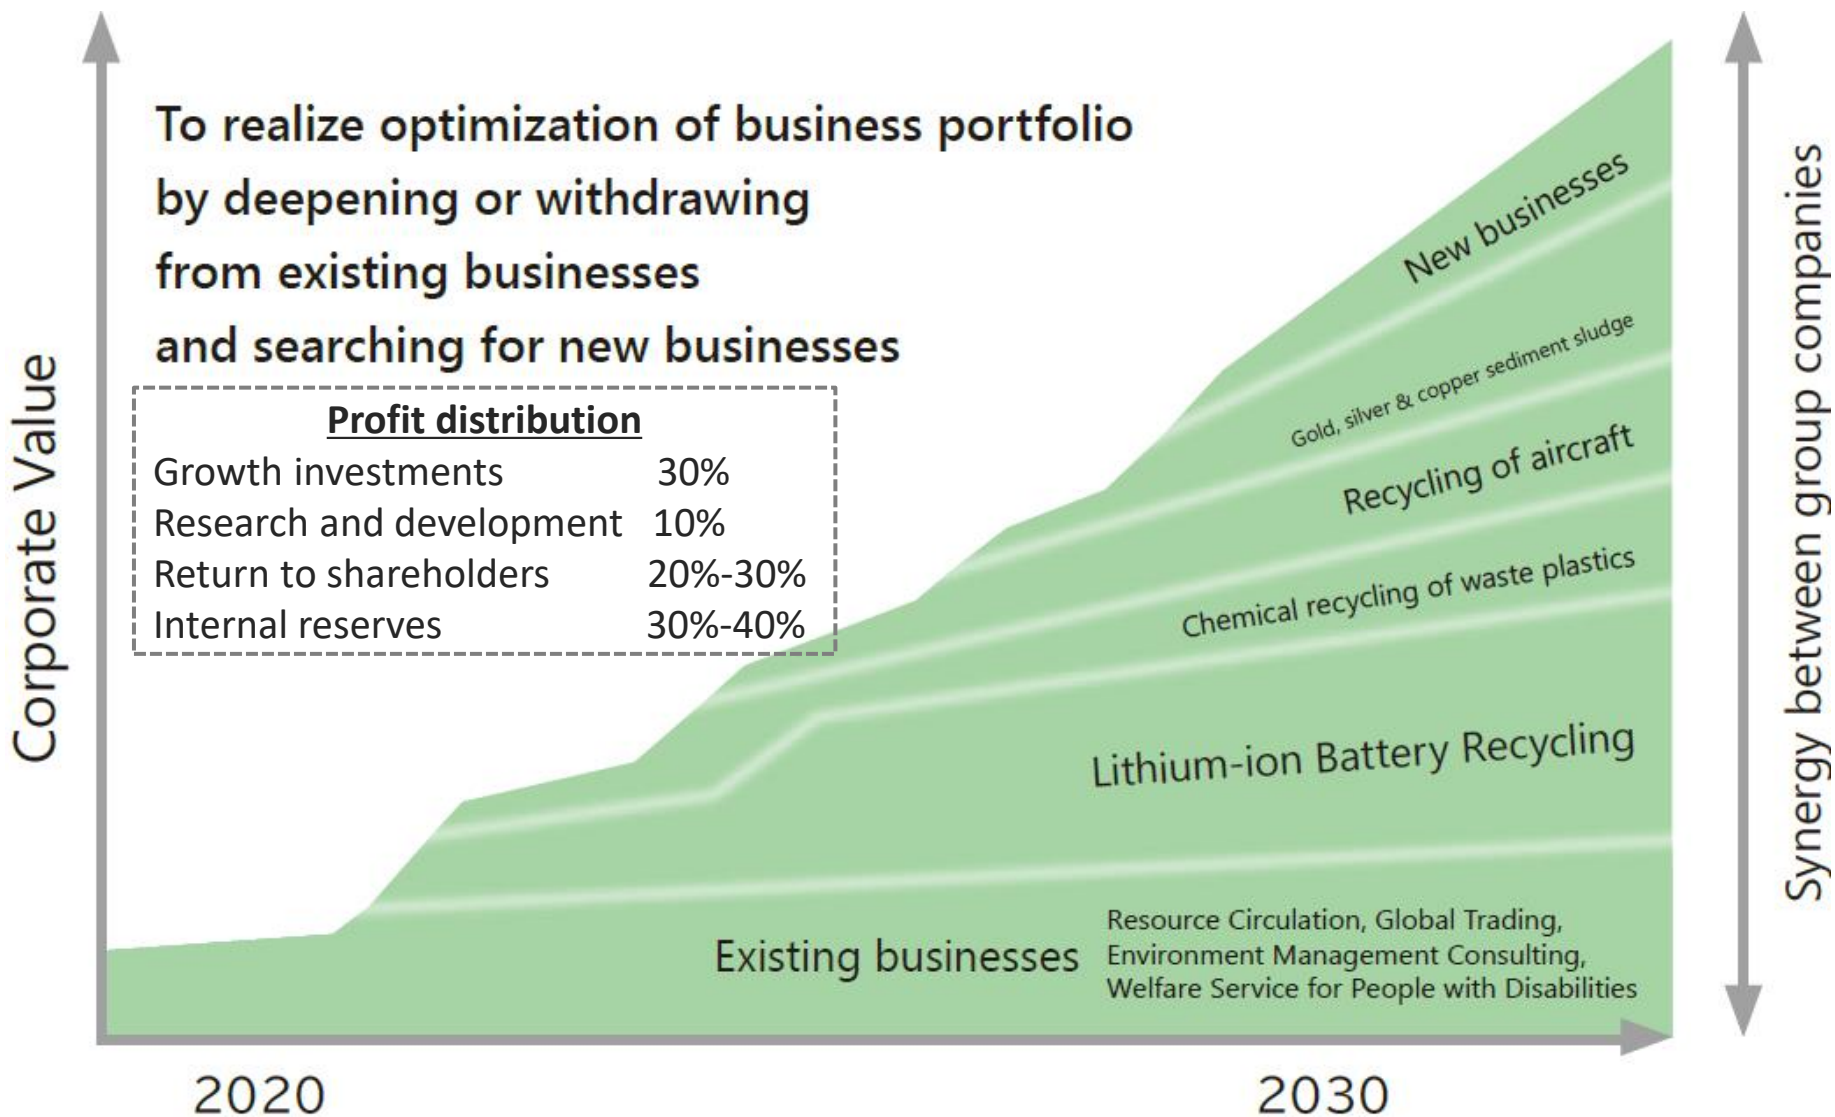 To realize optimization of business portfolio
by deepening or withdrawing
from existing businesses
and searching for new businesses
Profit distribution
Growth investments 30%
Research and development 10%
Return to shareholders 20%-30%
Internal reserves 30%-40%
Corporate Value
New businesses
Gold, silver & copper sediment sludge
Recycling of aircraft
Chemical recycling of waste plastics
Lithium-ion Battery Recycling
Existing businesses
Resource Circulation, Global Trading,
Environment Management Consulting,
Welfare Service for People with Disabilities
Synergy between group companies
2020
2030